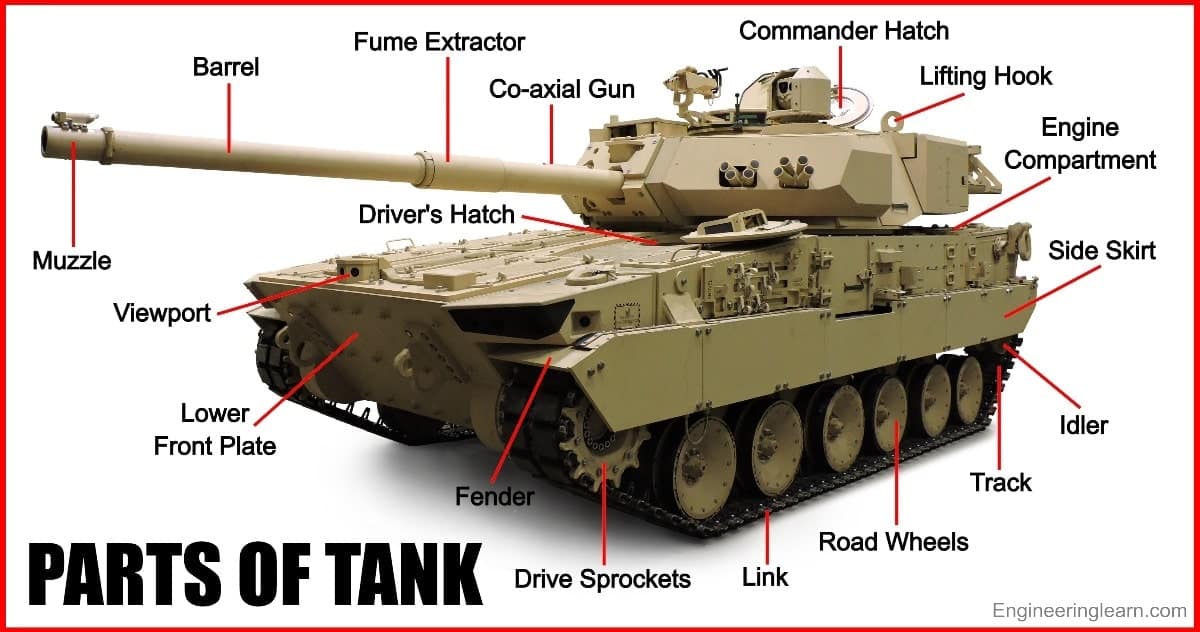 Commander Hatch
Fume Extractor
Barrel
Co-axial Gun
Lifting Hook
Engine
Compartment
Driver's Hatch
Muzzle
Side Skirt
Viewport
Lower
Front Plate
Idler
Fender
Track
Road Wheels
Drive Sprockets
Link
PARTS OF TANK
Engineeringlearn.com